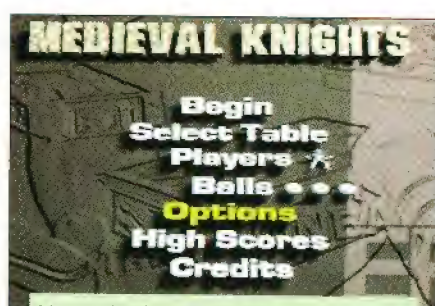 MEDIEVAL KNIGHTS
Begin
Select Table
Players
Balls
Options
High Scores
Credits